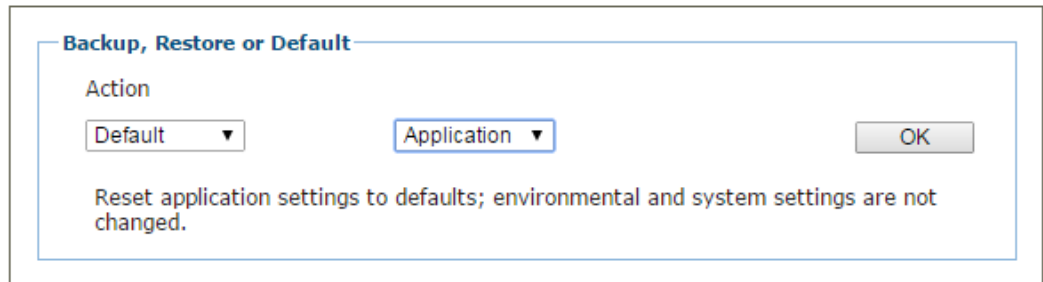 Backup, Restore or Default
Action
Default ▼ Application ▼ OK
Reset application settings to defaults; environmental and system settings are not
changed.